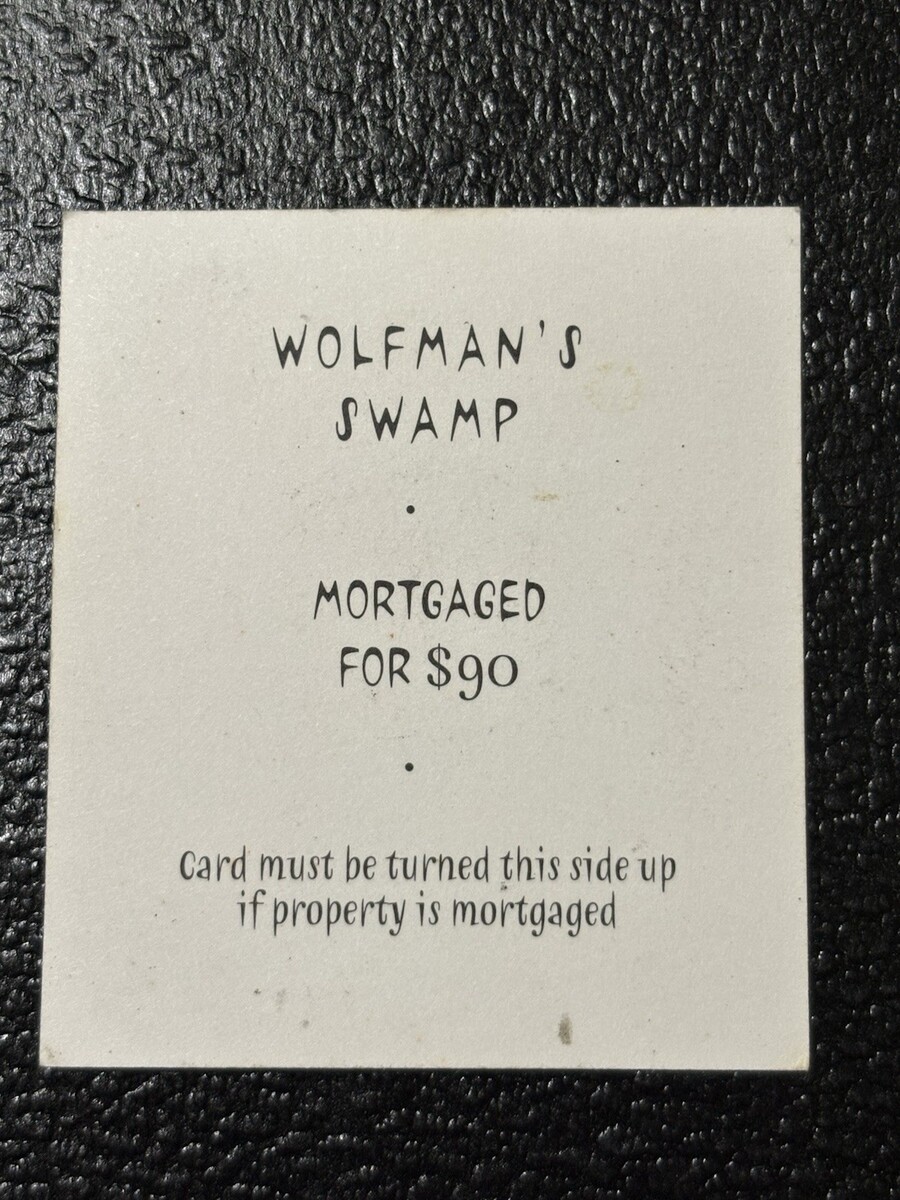 WOLFMAN'S
SWAMP
•
MORTGAGED
FOR $90
•
Card must be turned this side up
if property is mortgaged